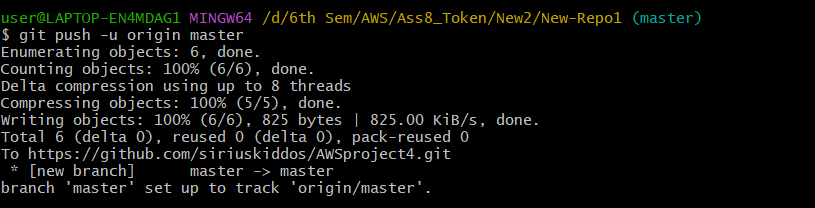 user@LAPTOP-EN4MDAG1 MINGW64 /d/6th Sem/AWS/Ass8_Token/New2/New-Repo1 (master)
$ git push -u origin master
Enumerating objects: 6, done.
Counting objects: 100% (6/6), done.
Delta compression using up to 8 threads
Compressing objects: 100% (5/5), done.
Writing objects: 100% (6/6), 825 bytes | 825.00 KiB/s, done.
Total 6 (delta 0), reused 0 (delta 0), pack-reused 0
To https://github.com/siriuskiddos/AWSproject4.git
 * [new branch]      master -> master
branch 'master' set up to track 'origin/master'.